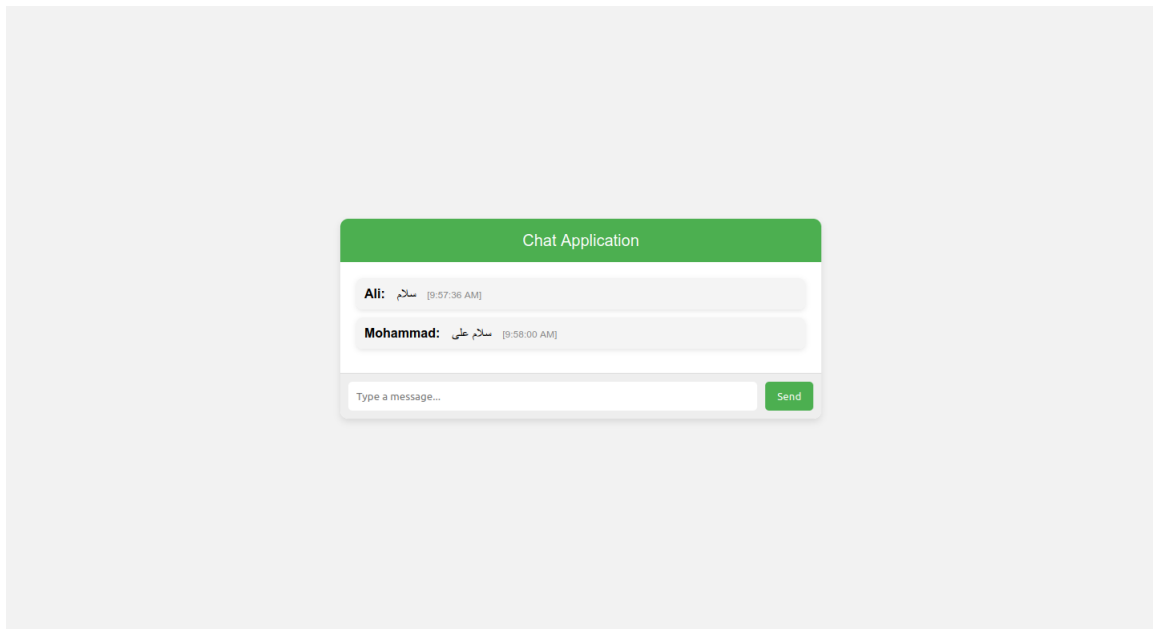 Chat Application
Ali: سلام [9:57:36 AM]
Mohammad: سلام علی [9:58:00 AM]
Type a message...
Send